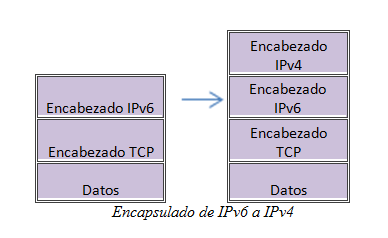 Encabezado IPv6
Encabezado TCP
Datos
Encabezado
IPv4
Encabezado
IPv6
Encabezado
TCP
Datos
Encapsulado de IPv6 a IPv4